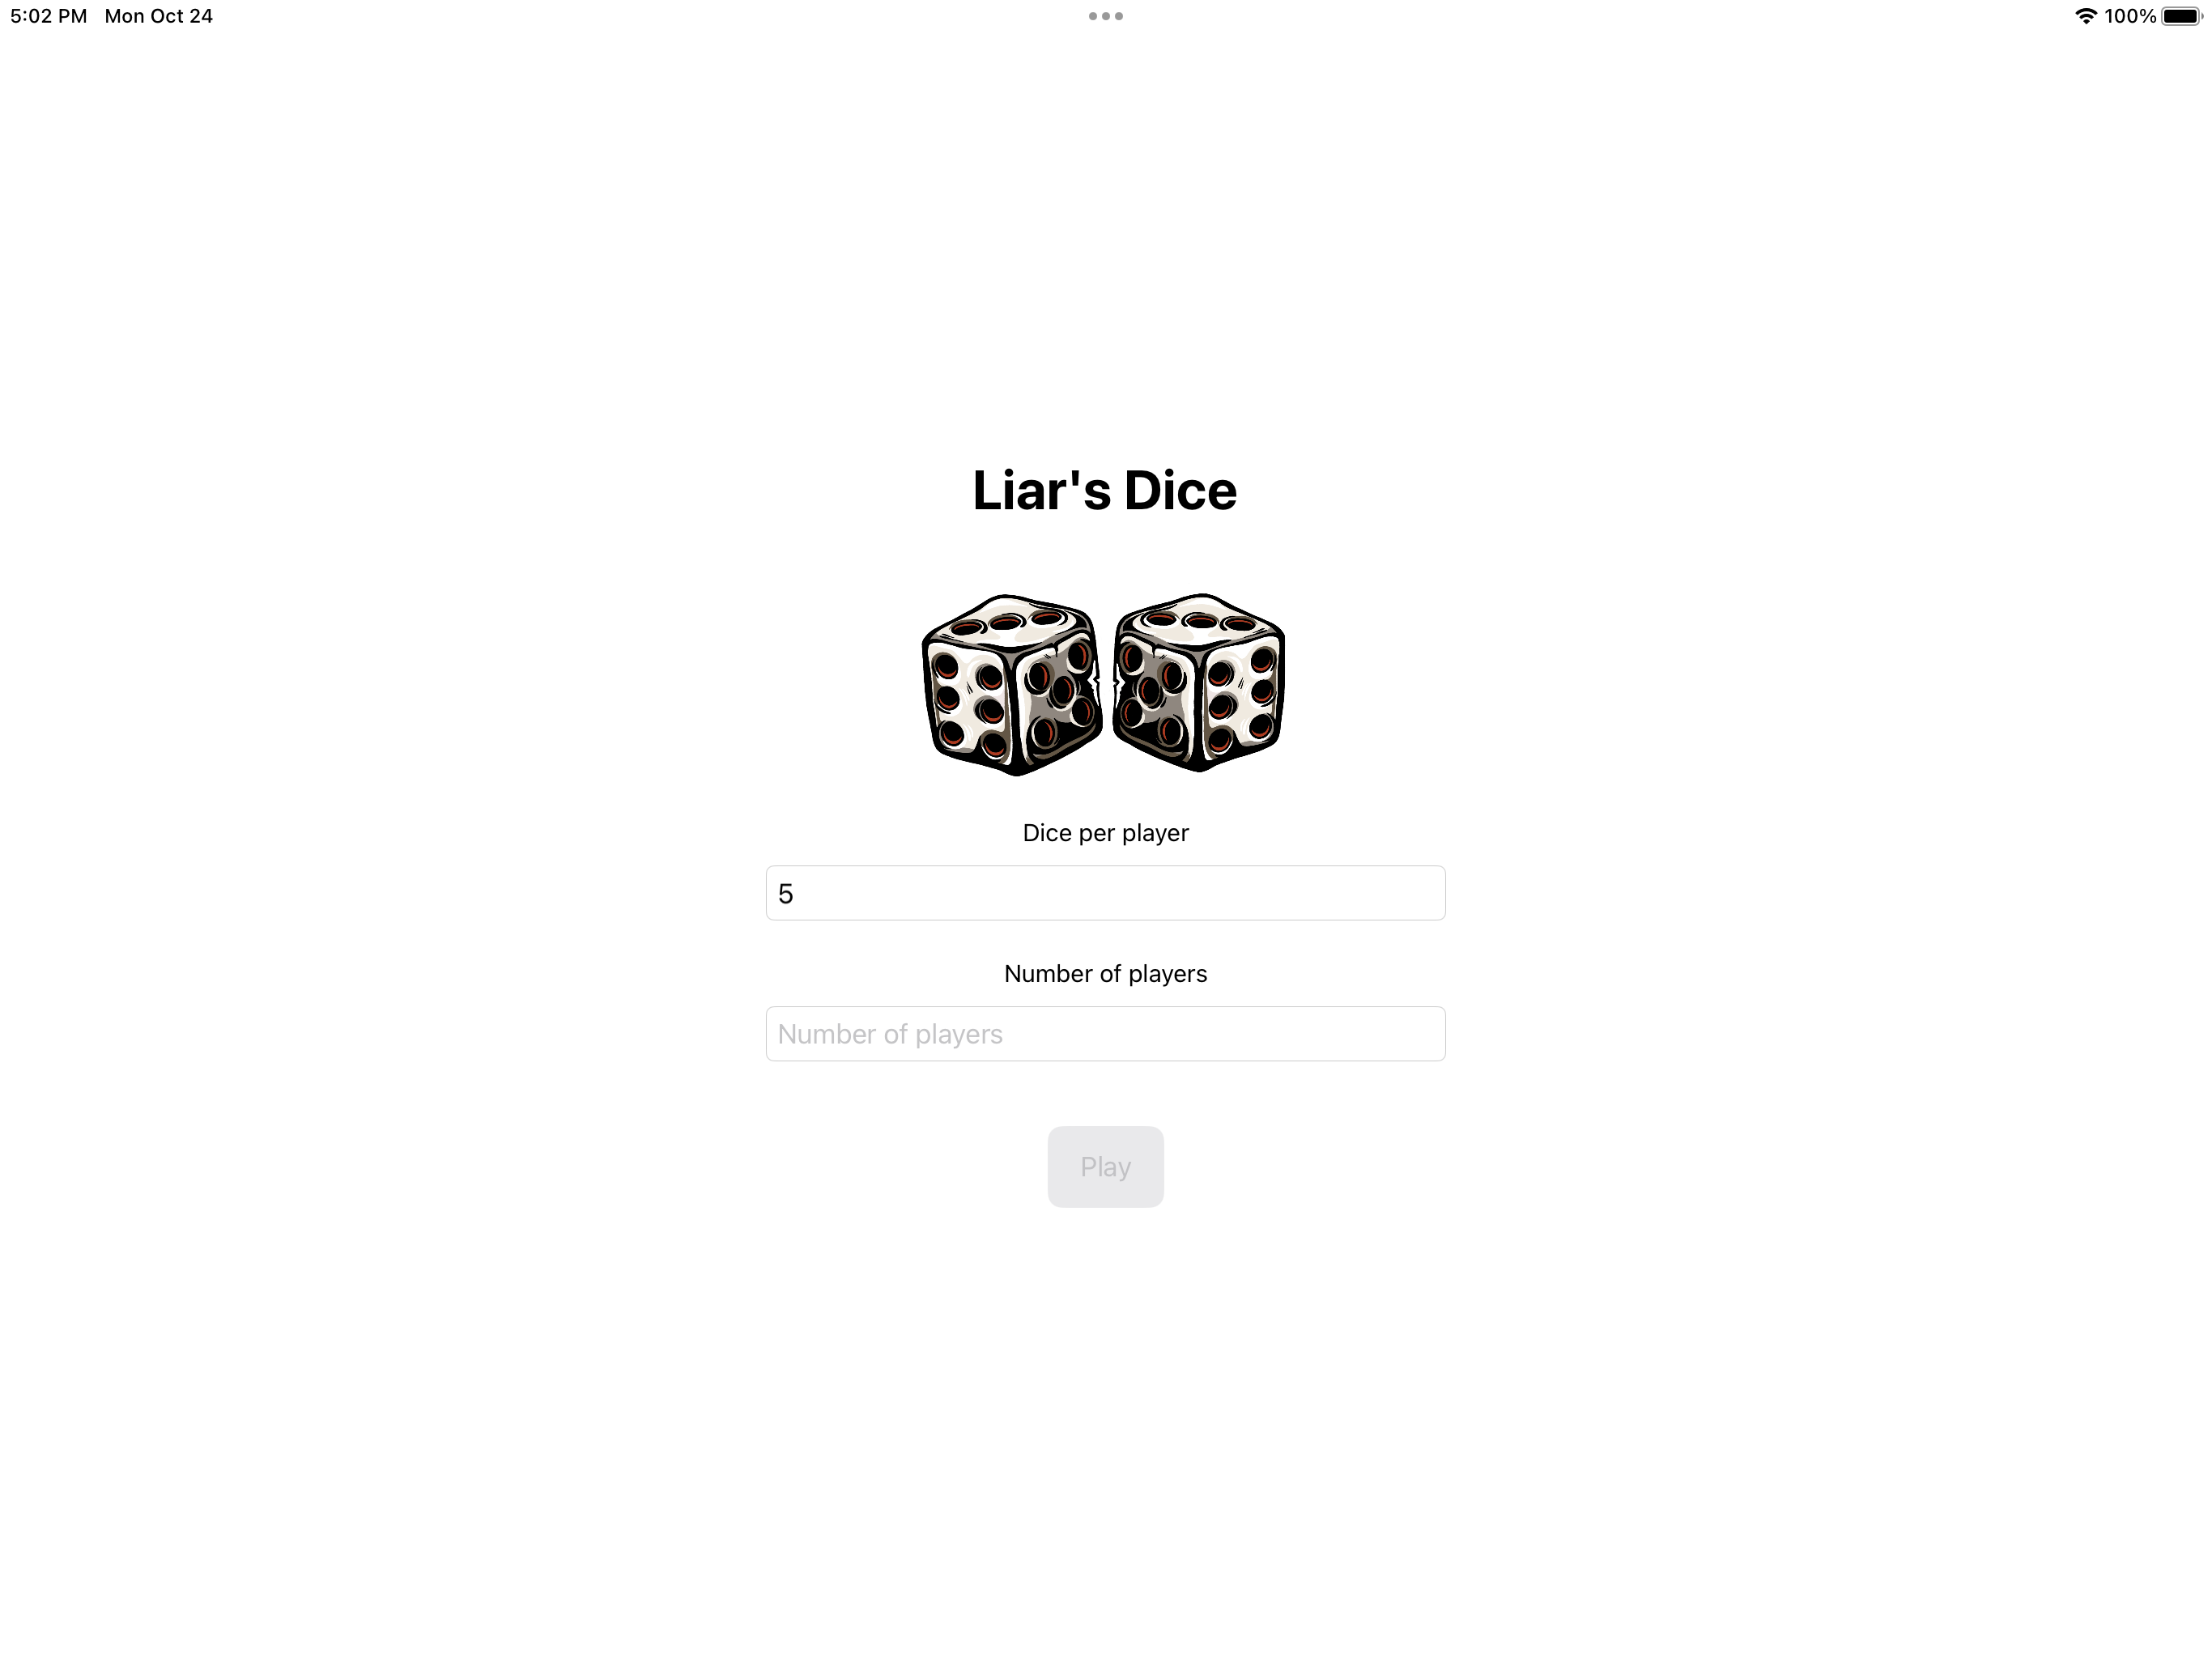 5:02 PM Mon Oct 24 100%
Liar's Dice
Dice per player
5
Number of players
Number of players
Play